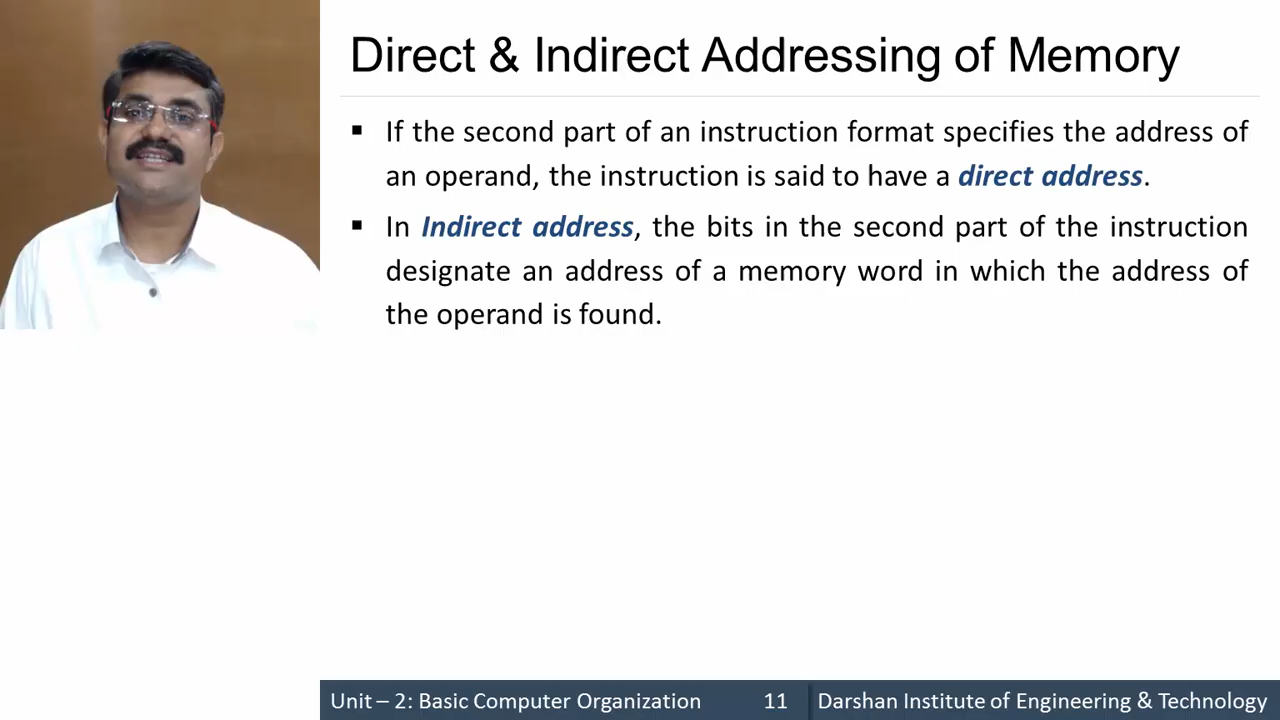 Direct & Indirect Addressing of Memory
▪ If the second part of an instruction format specifies the address of
an operand, the instruction is said to have a direct address.
▪ In Indirect address, the bits in the second part of the instruction
designate an address of a memory word in which the address of
the operand is found.
Unit – 2: Basic Computer Organization 11 Darshan Institute of Engineering & Technology